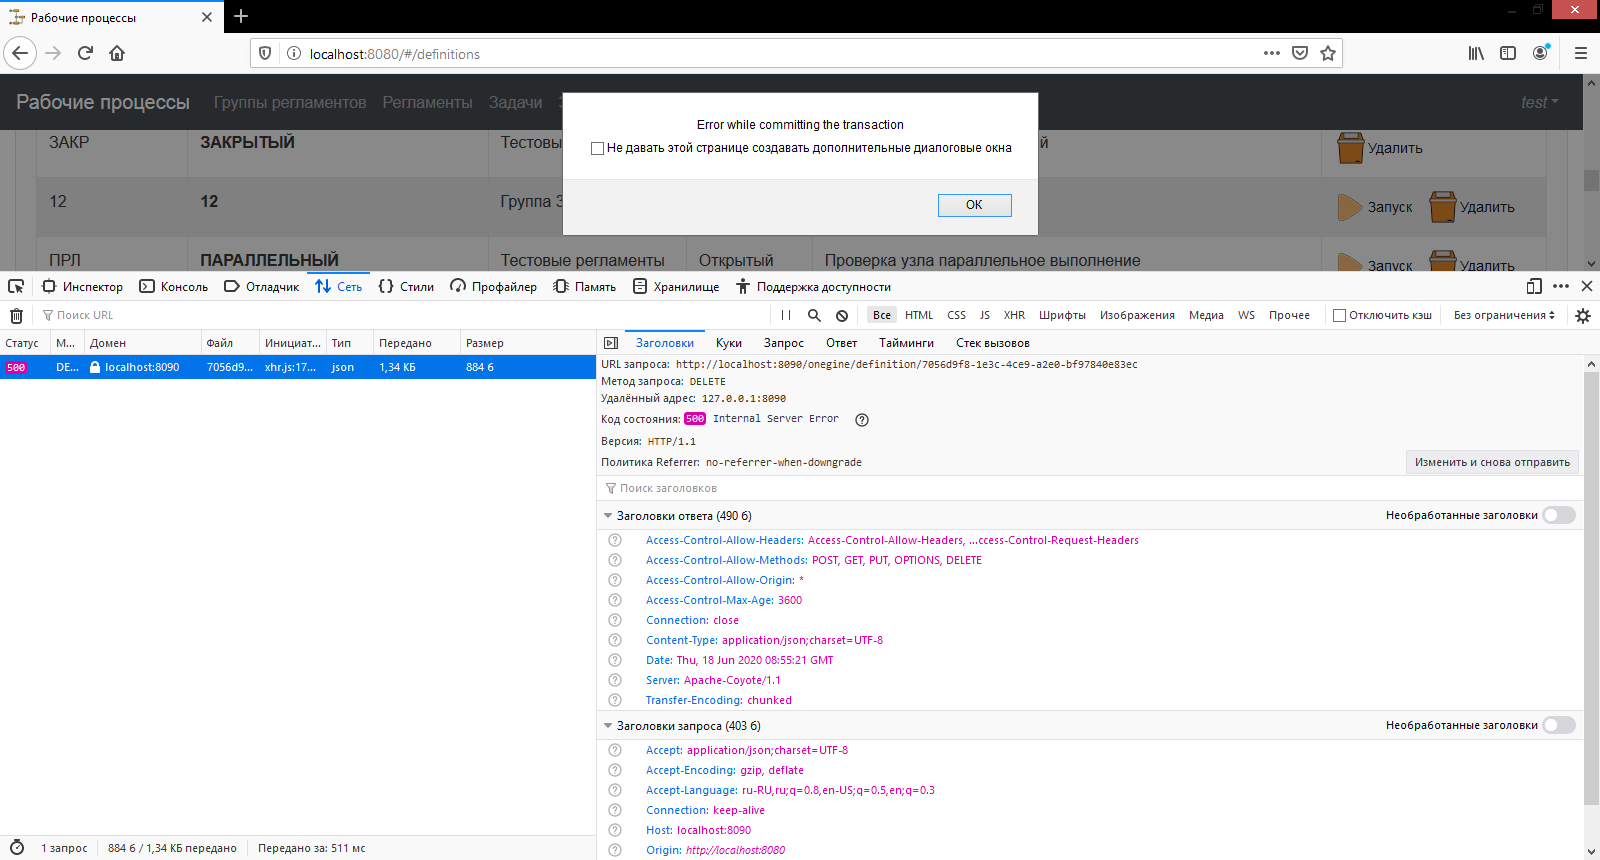 Рабочие процессы
localhost:8080/#/definitions
Рабочие процессы Группы регламентов Регламенты Задачи test
Error while committing the transaction
Не давать этой странице создавать дополнительные диалоговые окна
ОК
ЗАКР ЗАКРЫТЫЙ Тестовы й Удалить
12 12 Группа Запуск Удалить
ПРЛ ПАРАЛЛЕЛЬНЫЙ Тестовые регламенты Открытый Проверка узла параллельное выполнение Запуск Удалить
Инспектор Консоль Отладчик Сеть Стили Профайлер Память Хранилище Поддержка доступности
Поиск URL Все HTML CSS JS XHR Шрифты Изображения Медиа WS Прочее Отключить кэш Без ограничения
Статус М... Домен Файл Инициат... Тип Передано Размер
500 DE... localhost:8090 7056d9... xhr.js:17... json 1,34 КБ 884 б
Заголовки Куки Запрос Ответ Тайминги Стек вызовов
URL запроса: http://localhost:8090/onegine/definition/7056d9f8-1e3c-4ce9-a2e0-bf97840e83ec
Метод запроса: DELETE
Удалённый адрес: 127.0.0.1:8090
Код состояния: 500 Internal Server Error
Версия: HTTP/1.1
Политика Referrer: no-referrer-when-downgrade
Изменить и снова отправить
Поиск заголовков
Заголовки ответа (490 б) Необработанные заголовки
Access-Control-Allow-Headers: Access-Control-Allow-Headers, ...ccess-Control-Request-Headers
Access-Control-Allow-Methods: POST, GET, PUT, OPTIONS, DELETE
Access-Control-Allow-Origin: *
Access-Control-Max-Age: 3600
Connection: close
Content-Type: application/json;charset=UTF-8
Date: Thu, 18 Jun 2020 08:55:21 GMT
Server: Apache-Coyote/1.1
Transfer-Encoding: chunked
Заголовки запроса (403 б) Необработанные заголовки
Accept: application/json;charset=UTF-8
Accept-Encoding: gzip, deflate
Accept-Language: ru-RU,ru;q=0.8,en-US;q=0.5,en;q=0.3
Connection: keep-alive
Host: localhost:8090
Origin: http://localhost:8080
1 запрос 884 б / 1,34 КБ передано Передано за: 511 мс